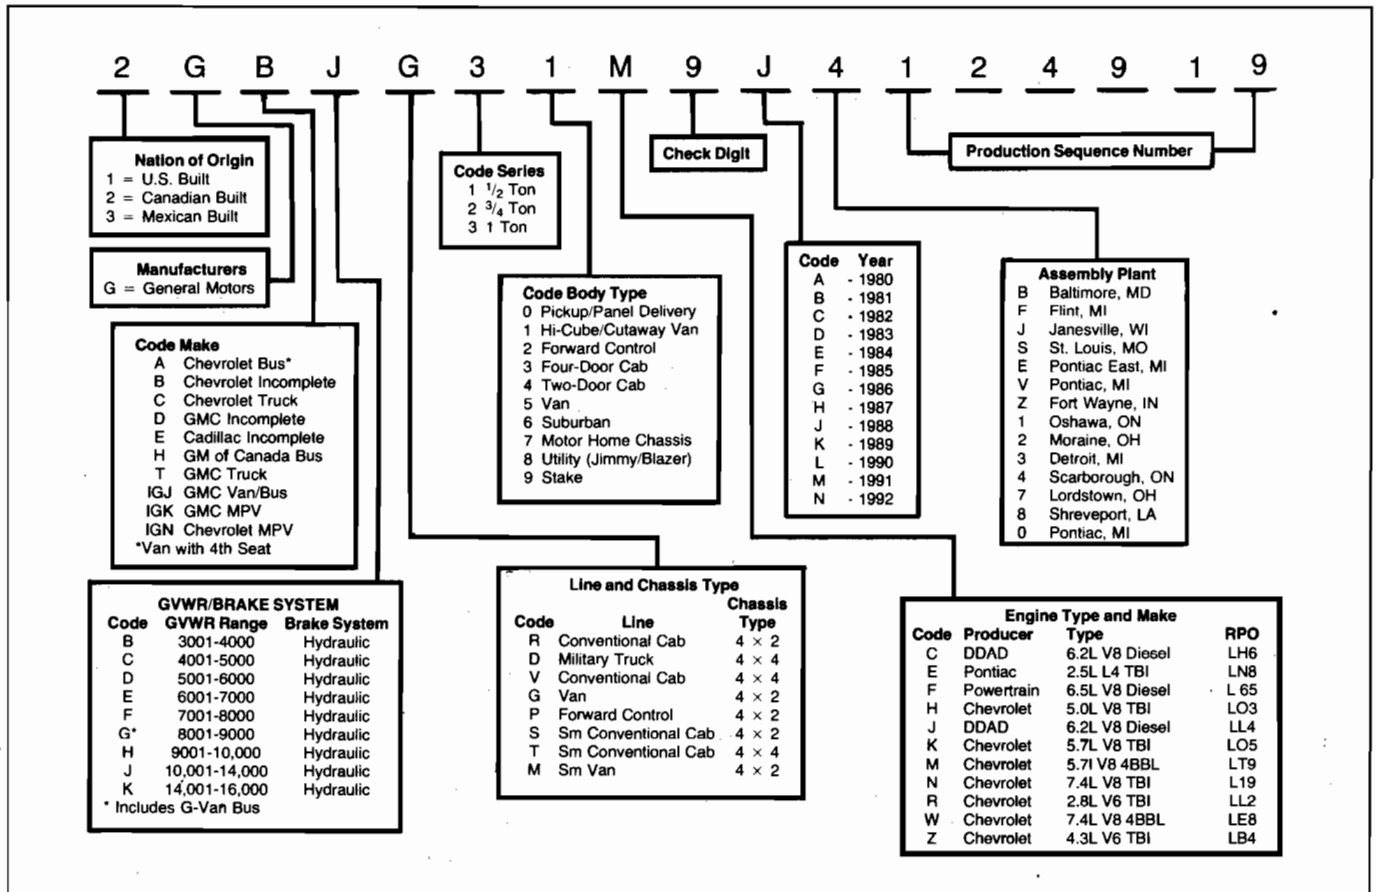 2 G B J G 3 1 M 9 J 4 1 2 4 9 1 9
Nation of Origin
1 = U.S. Built
2 = Canadian Built
3 = Mexican Built
Manufacturers
G = General Motors
Code Make
A Chevrolet Bus*
B Chevrolet Incomplete
C Chevrolet Truck
D GMC Incomplete
E Cadillac Incomplete
H GM of Canada Bus
T GMC Truck
IGJ GMC Van/Bus
IGK GMC MPV
IGN Chevrolet MPV
*Van with 4th Seat
GVWR/BRAKE SYSTEM
Code GVWR Range Brake System
B 3001-4000 Hydraulic
C 4001-5000 Hydraulic
D 5001-6000 Hydraulic
E 6001-7000 Hydraulic
F 7001-8000 Hydraulic
G* 8001-9000 Hydraulic
H 9001-10,000 Hydraulic
J 10,001-14,000 Hydraulic
K 14,001-16,000 Hydraulic
* Includes G-Van Bus
Code Series
1 1/2 Ton
2 3/4 Ton
3 1 Ton
Code Body Type
0 Pickup/Panel Delivery
1 Hi-Cube/Cutaway Van
2 Forward Control
3 Four-Door Cab
4 Two-Door Cab
5 Van
6 Suburban
7 Motor Home Chassis
8 Utility (Jimmy/Blazer)
9 Stake
Line and Chassis Type
Chassis
Code Line Type
R Conventional Cab 4 × 2
D Military Truck 4 × 4
V Conventional Cab 4 × 4
G Van 4 × 2
P Forward Control 4 × 2
S Sm Conventional Cab 4 × 2
T Sm Conventional Cab 4 × 4
M Sm Van 4 × 2
Check Digit
Code Year
A - 1980
B - 1981
C - 1982
D - 1983
E - 1984
F - 1985
G - 1986
H - 1987
J - 1988
K - 1989
L - 1990
M - 1991
N - 1992
Production Sequence Number
Assembly Plant
B Baltimore, MD
F Flint, MI
J Janesville, WI
S St. Louis, MO
E Pontiac East, MI
V Pontiac, MI
Z Fort Wayne, IN
1 Oshawa, ON
2 Moraine, OH
3 Detroit, MI
4 Scarborough, ON
7 Lordstown, OH
8 Shreveport, LA
0 Pontiac, MI
Engine Type and Make
Code Producer Type RPO
C DDAD 6.2L V8 Diesel LH6
E Pontiac 2.5L L4 TBI LN8
F Powertrain 6.5L V8 Diesel L 65
H Chevrolet 5.0L V8 TBI LO3
J DDAD 6.2L V8 Diesel LL4
K Chevrolet 5.7L V8 TBI LO5
M Chevrolet 5.7l V8 4BBL LT9
N Chevrolet 7.4L V8 TBI L19
R Chevrolet 2.8L V6 TBI LL2
W Chevrolet 7.4L V8 4BBL LE8
Z Chevrolet 4.3L V6 TBI LB4